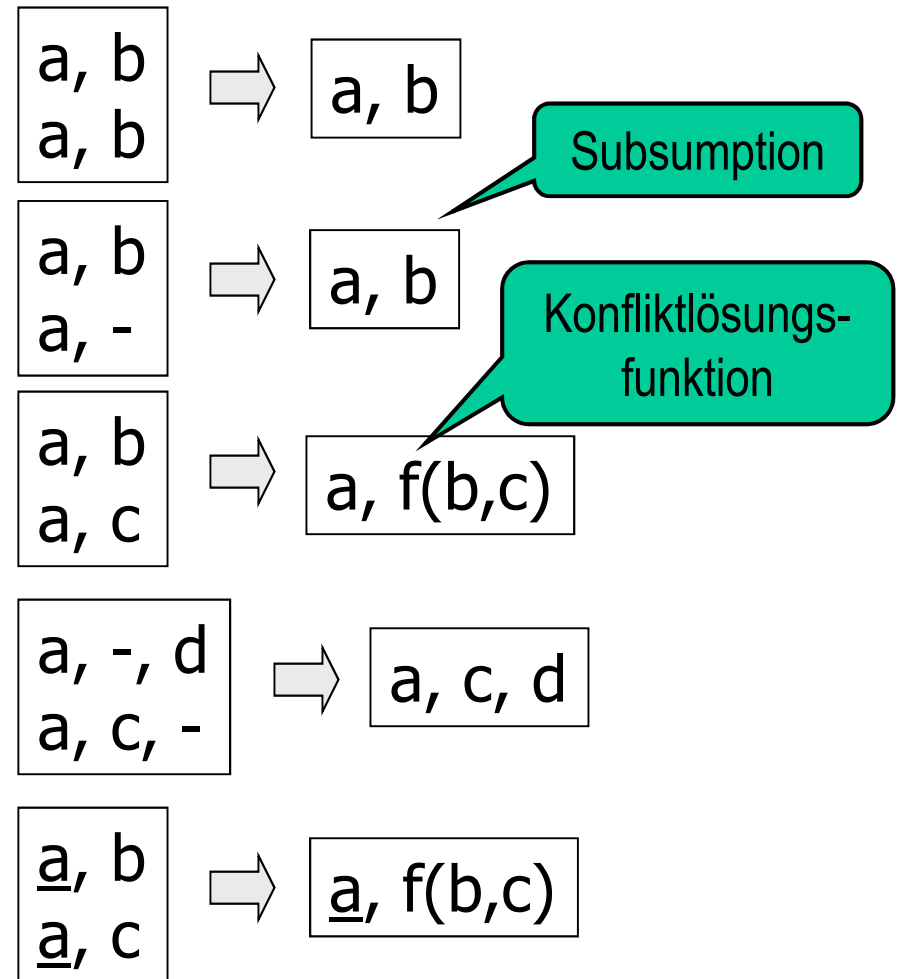 a, b
a, b
a, b
Subsumption
a, b
a, -
a, b
Konfliktlösungs-
funktion
a, b
a, c
a, f(b,c)
a, -, d
a, c, -
a, c, d
a, b
a, c
a, f(b,c)